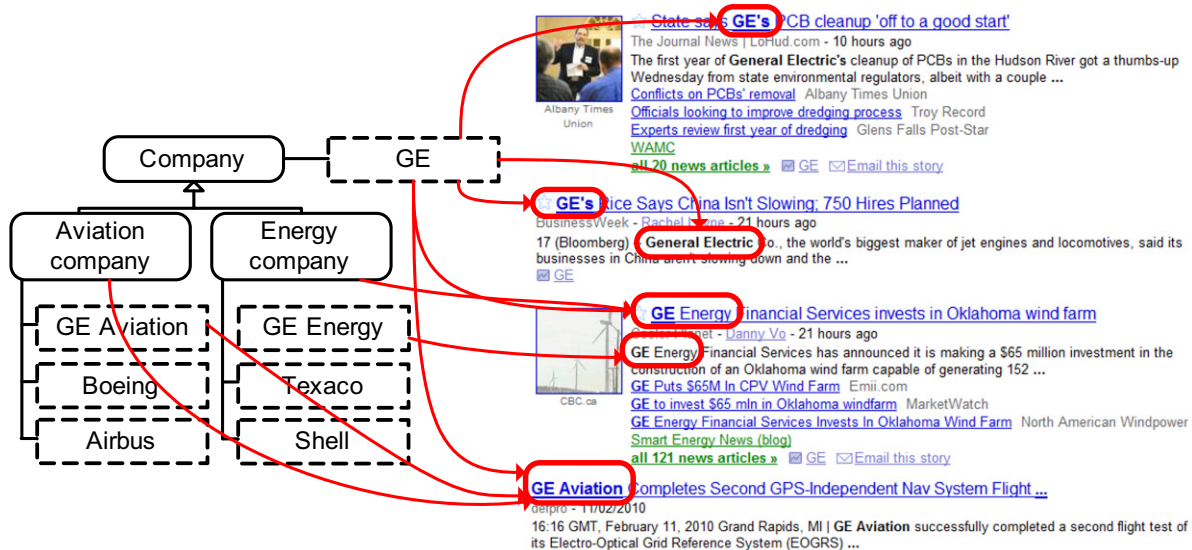 Company
GE
Aviation
company
Energy
company
GE Aviation
GE Energy
Boeing
Texaco
Airbus
Shell
State says GE's PCB cleanup 'off to a good start'
The Journal News | LoHud.com - 10 hours ago
The first year of General Electric's cleanup of PCBs in the Hudson River got a thumbs-up
Wednesday from state environmental regulators, albeit with a couple ...
Conflicts on PCBs' removal Albany Times Union
Officials looking to improve dredging process Troy Record
Experts review first year of dredging Glens Falls Post-Star
WAMC
all 20 news articles » GE Email this story
Albany Times
Union
GE's Rice Says China Isn't Slowing; 750 Hires Planned
BusinessWeek - Rachel Layne - 21 hours ago
17 (Bloomberg) - General Electric Co., the world's biggest maker of jet engines and locomotives, said its
businesses in China aren't slowing down and the ...
GE
GE Energy Financial Services invests in Oklahoma wind farm
Planet - Danny Vo - 21 hours ago
GE Energy Financial Services has announced it is making a $65 million investment in the
construction of an Oklahoma wind farm capable of generating 152 ...
GE Puts $65M In CPV Wind Farm Emii.com
GE to invest $65 mln in Oklahoma windfarm MarketWatch
GE Energy Financial Services Invests In Oklahoma Wind Farm North American Windpower
Smart Energy News (blog)
all 121 news articles » GE Email this story
CBC.ca
GE Aviation Completes Second GPS-Independent Nav System Flight ...
defpro - 11/02/2010
16:16 GMT, February 11, 2010 Grand Rapids, MI | GE Aviation successfully completed a second flight test of
its Electro-Optical Grid Reference System (EOGRS) ...